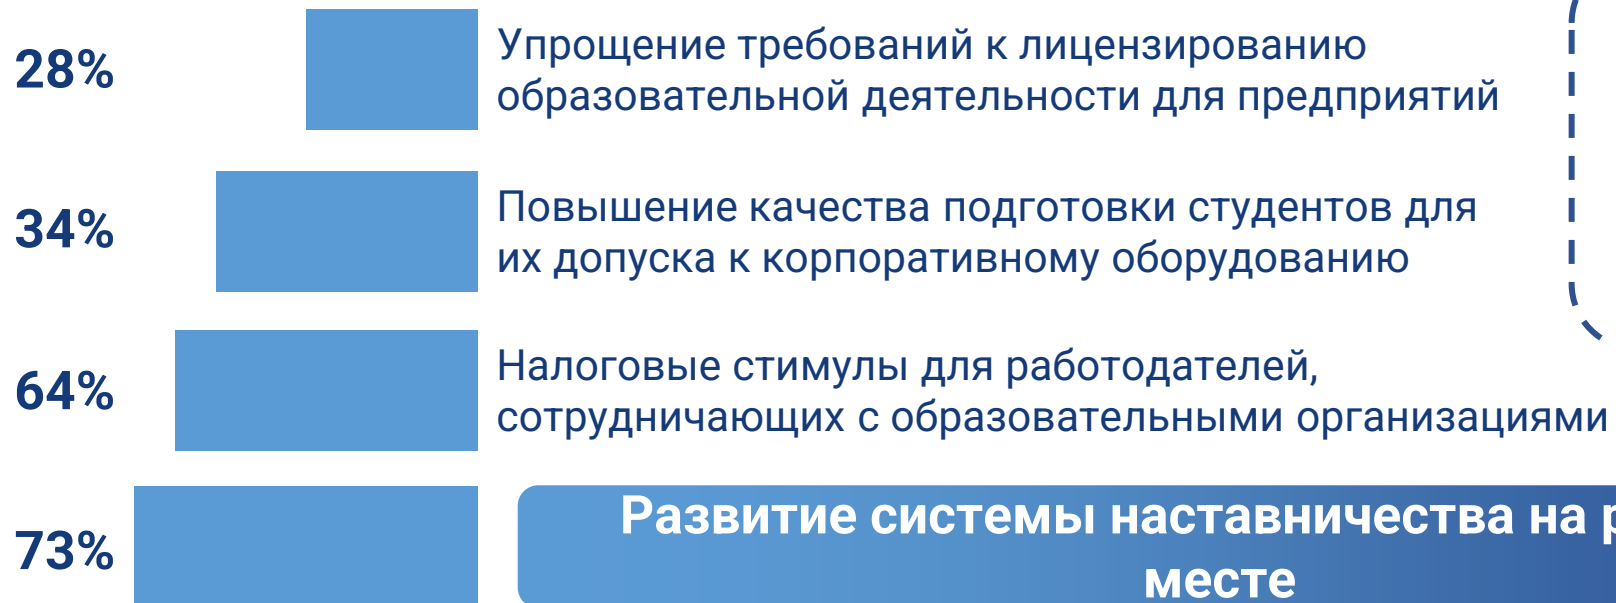 28%
Упрощение требований к лицензированию
образовательной деятельности для предприятий
34%
Повышение качества подготовки студентов для
их допуска к корпоративному оборудованию
64%
Налоговые стимулы для работодателей,
сотрудничающих с образовательными организациями
73%
Развитие системы наставничества на
месте